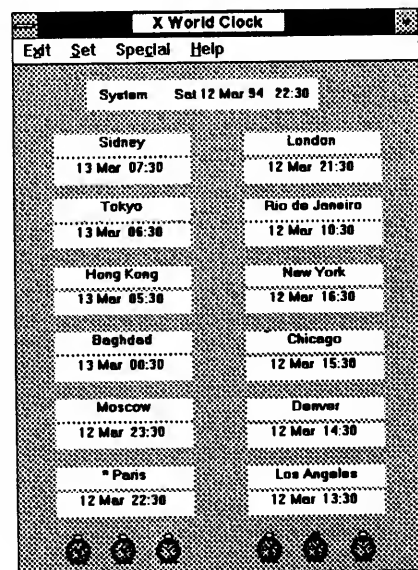 X World Clock
Exit Set Special Help
System Sat 12 Mar 94 22:30
Sidney London
13 Mar 07:30 12 Mar 21:30
Tokyo Rio de Janeiro
13 Mar 06:30 12 Mar 10:30
Hong Kong New York
13 Mar 05:30 12 Mar 16:30
Baghdad Chicago
13 Mar 00:30 12 Mar 15:30
Moscow Denver
12 Mar 23:30 12 Mar 14:30
* Paris Los Angeles
12 Mar 22:30 12 Mar 13:30